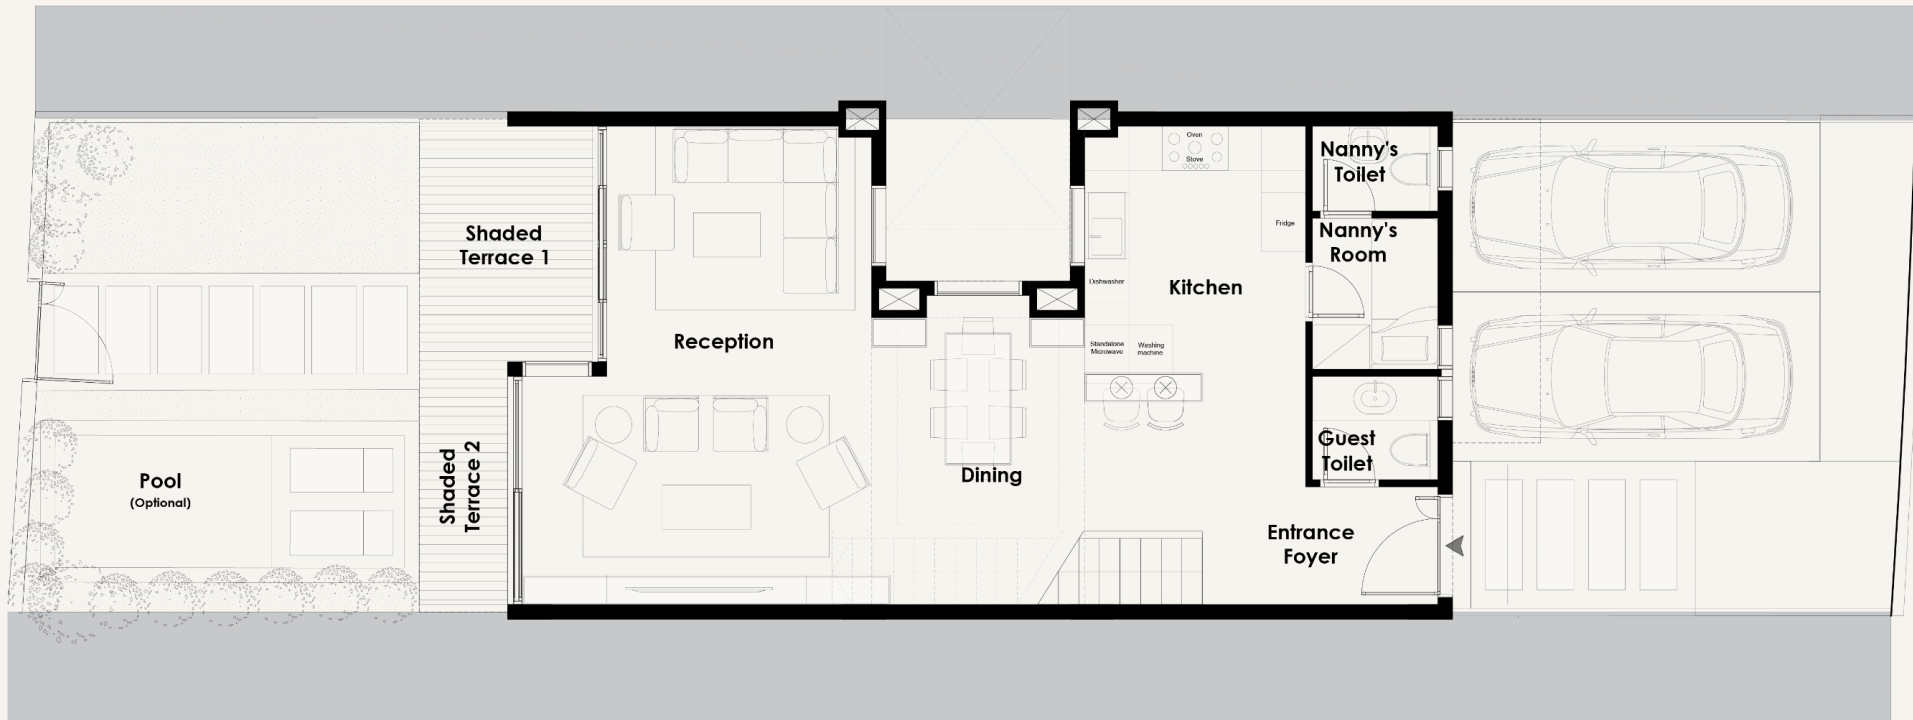 Oven
Stove
Nanny's
Toilet
Shaded
Terrace 1
Fridge
Nanny's
Room
Dishwasher
Kitchen
Reception
Standalone
Microwave
Washing
machine
Guest
Toilet
Pool
(Optional)
Shaded
Terrace 2
Dining
Entrance
Foyer